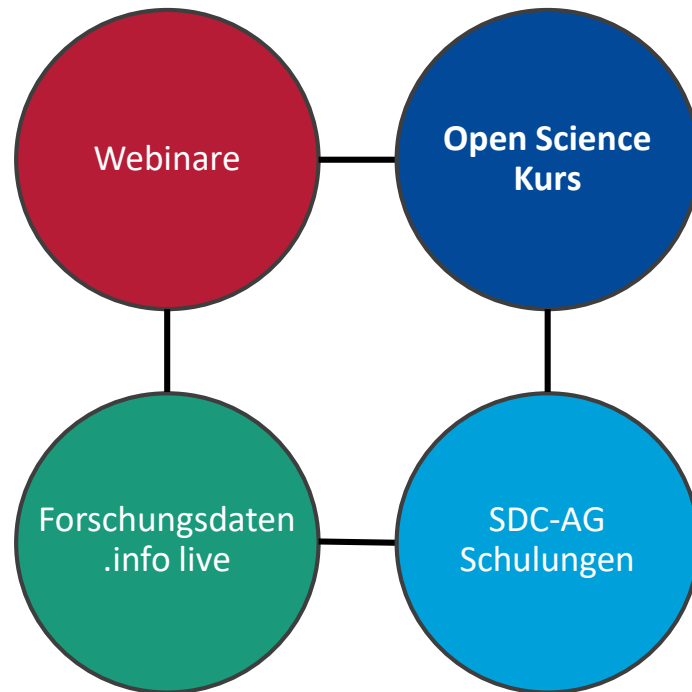 Webinare
Open Science
Kurs
Forschungsdaten
.info live
SDC-AG
Schulungen